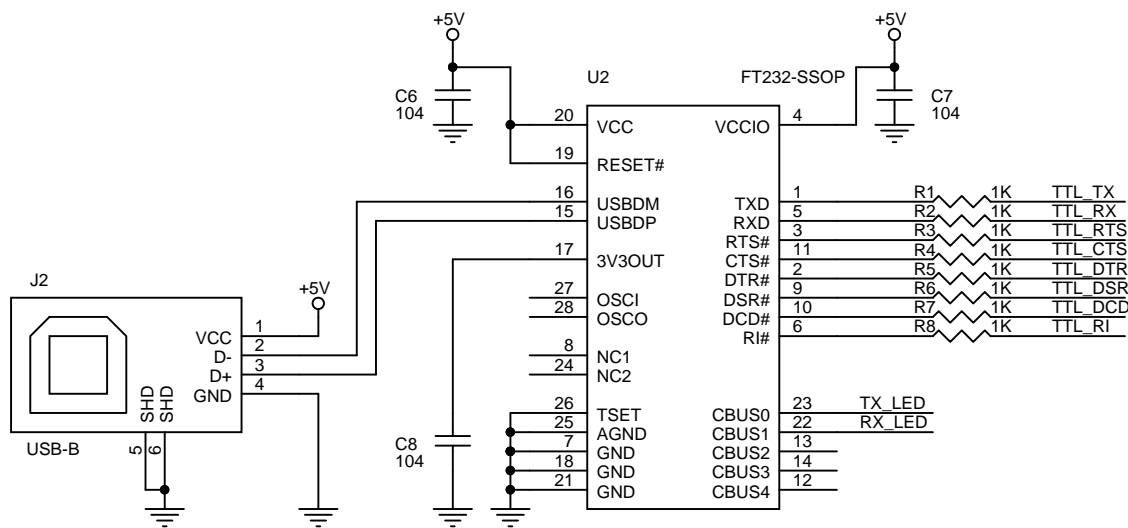 +5V
+5V
U2 FT232-SSOP
C6
104
C7
104
20 VCC VCCIO 4
19 RESET#
16 USBDM TXD 1 R1 1K TTL_TX
15 USBDP RXD 5 R2 1K TTL_RX
RTS# 3 R3 1K TTL_RTS
17 3V3OUT CTS# 11 R4 1K TTL_CTS
DTR# 2 R5 1K TTL_DTR
27 OSCI DSR# 9 R6 1K TTL_DSR
28 OSCO DCD# 10 R7 1K TTL_DCD
RI# 6 R8 1K TTL_RI
8 NC1
24 NC2
26 TSET CBUS0 23 TX_LED
25 AGND CBUS1 22 RX_LED
7 GND CBUS2 13
18 GND CBUS3 14
21 GND CBUS4 12
C8
104
J2
+5V
VCC 1
D- 2
D+ 3
GND 4
SHD 5
SHD 6
USB-B